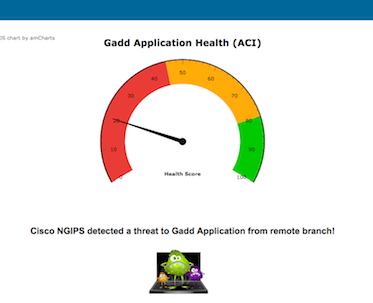 JS chart by amCharts
Gadd Application Health (ACI)
50
40
60
30
70
20
80
10
90
0
100
Health Score
Cisco NGIPS detected a threat to Gadd Application from remote branch!